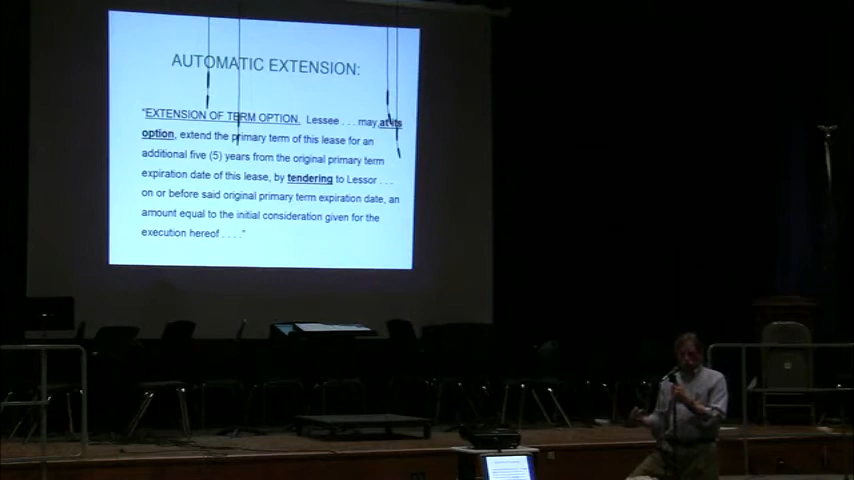 AUTOMATIC EXTENSION:
"EXTENSION OF TERM OPTION. Lessee . . . may, at its
option, extend the primary term of this lease for an
additional five (5) years from the original primary term
expiration date of this lease, by tendering to Lessor . . .
on or before said original primary term expiration date, an
amount equal to the initial consideration given for the
execution hereof . . . ."